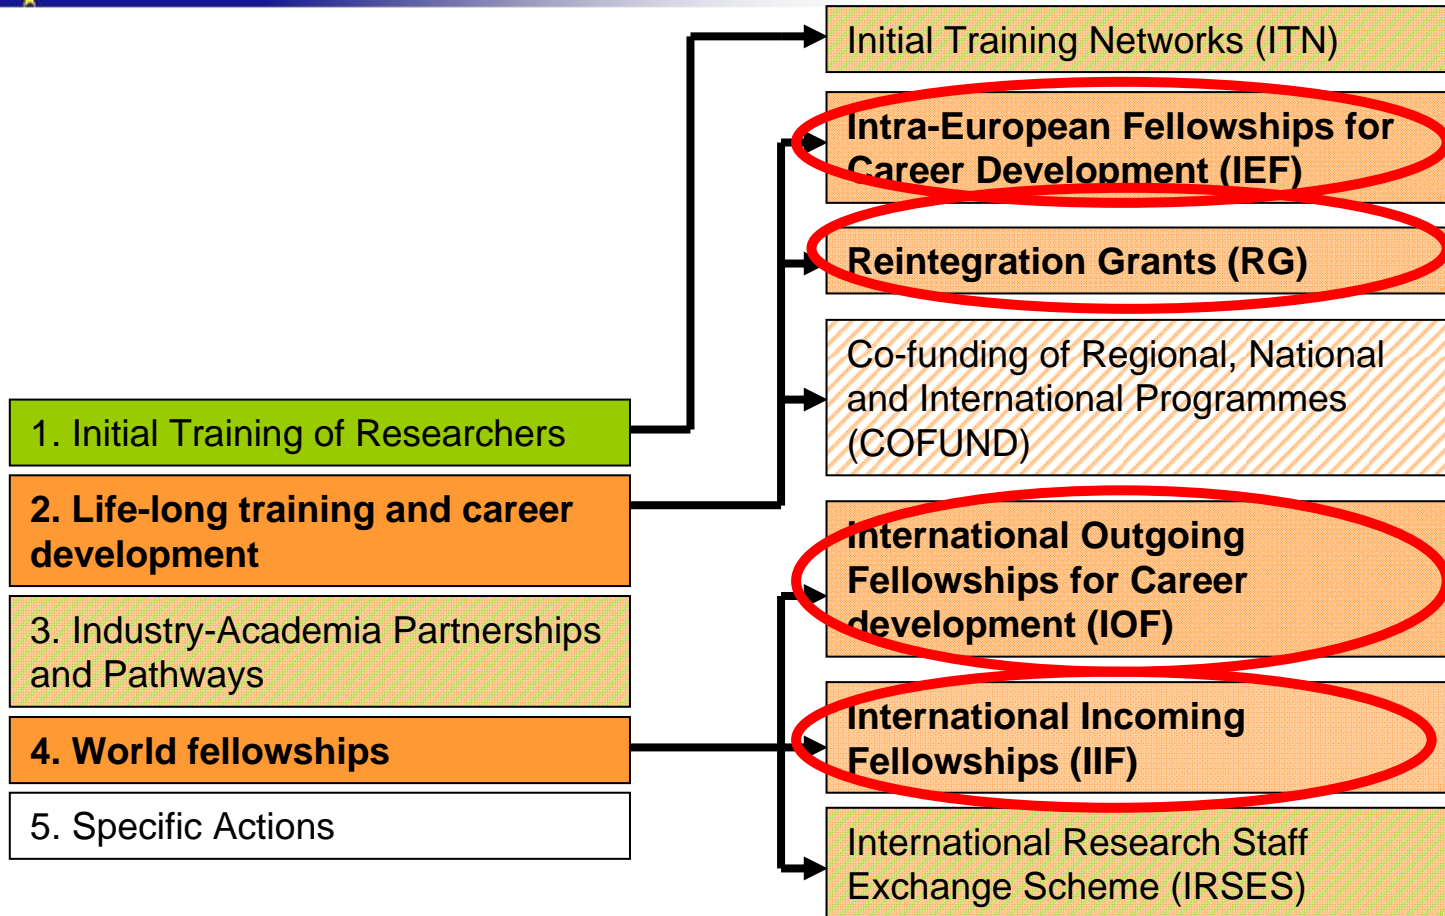 Initial Training Networks (ITN)
Intra-European Fellowships for
Career Development (IEF)
Reintegration Grants (RG)
Co-funding of Regional, National
and International Programmes
(COFUND)
1. Initial Training of Researchers
2. Life-long training and career
development
3. Industry-Academia Partnerships
and Pathways
4. World fellowships
5. Specific Actions
International Outgoing
Fellowships for Career
development (IOF)
International Incoming
Fellowships (IIF)
International Research Staff
Exchange Scheme (IRSES)